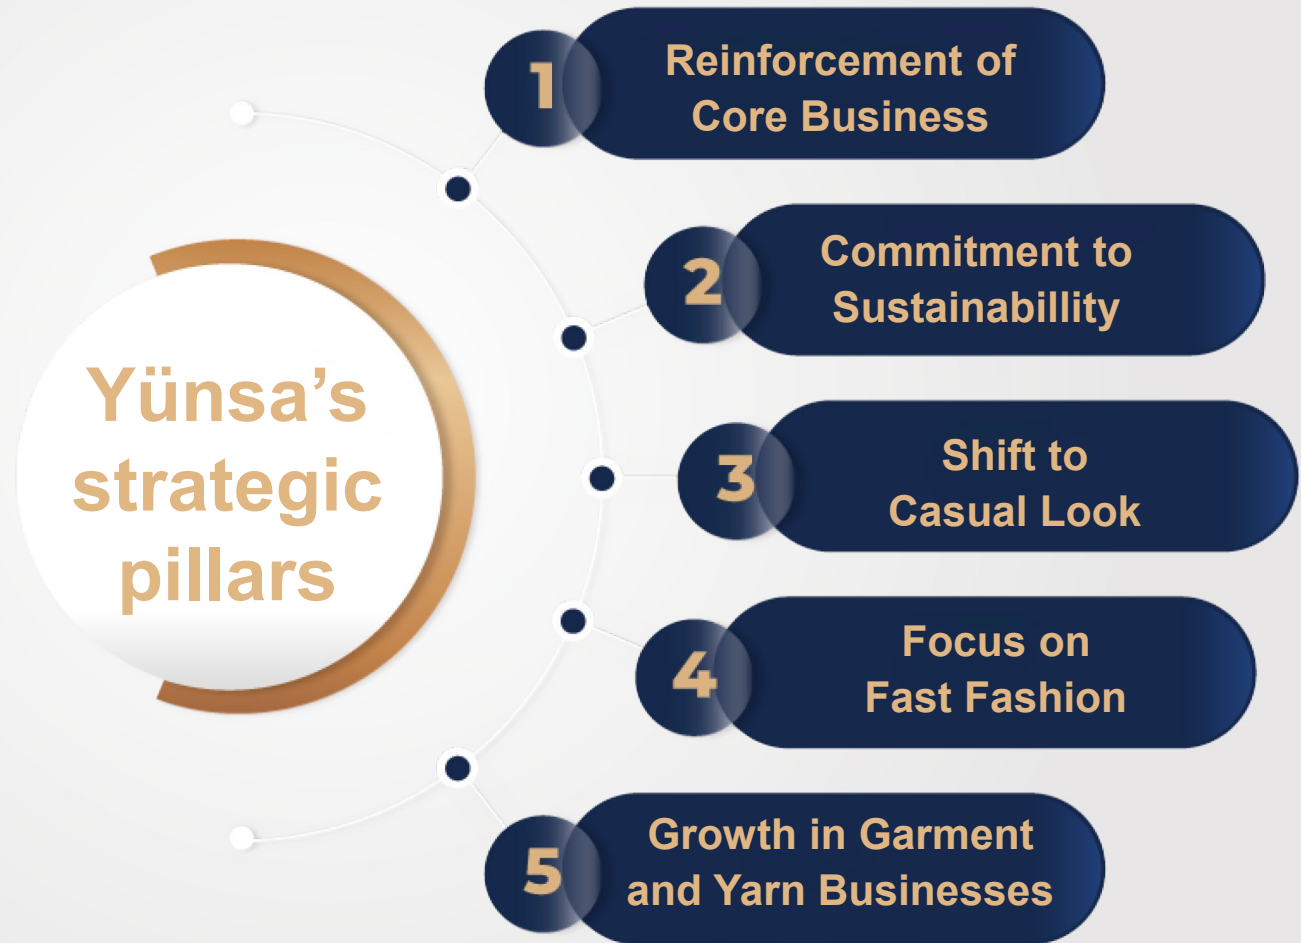 Yünsa’s
strategic
pillars
1
Reinforcement of
Core Business
2
Commitment to
Sustainabillity
3
Shift to
Casual Look
4
Focus on
Fast Fashion
5
Growth in Garment
and Yarn Businesses